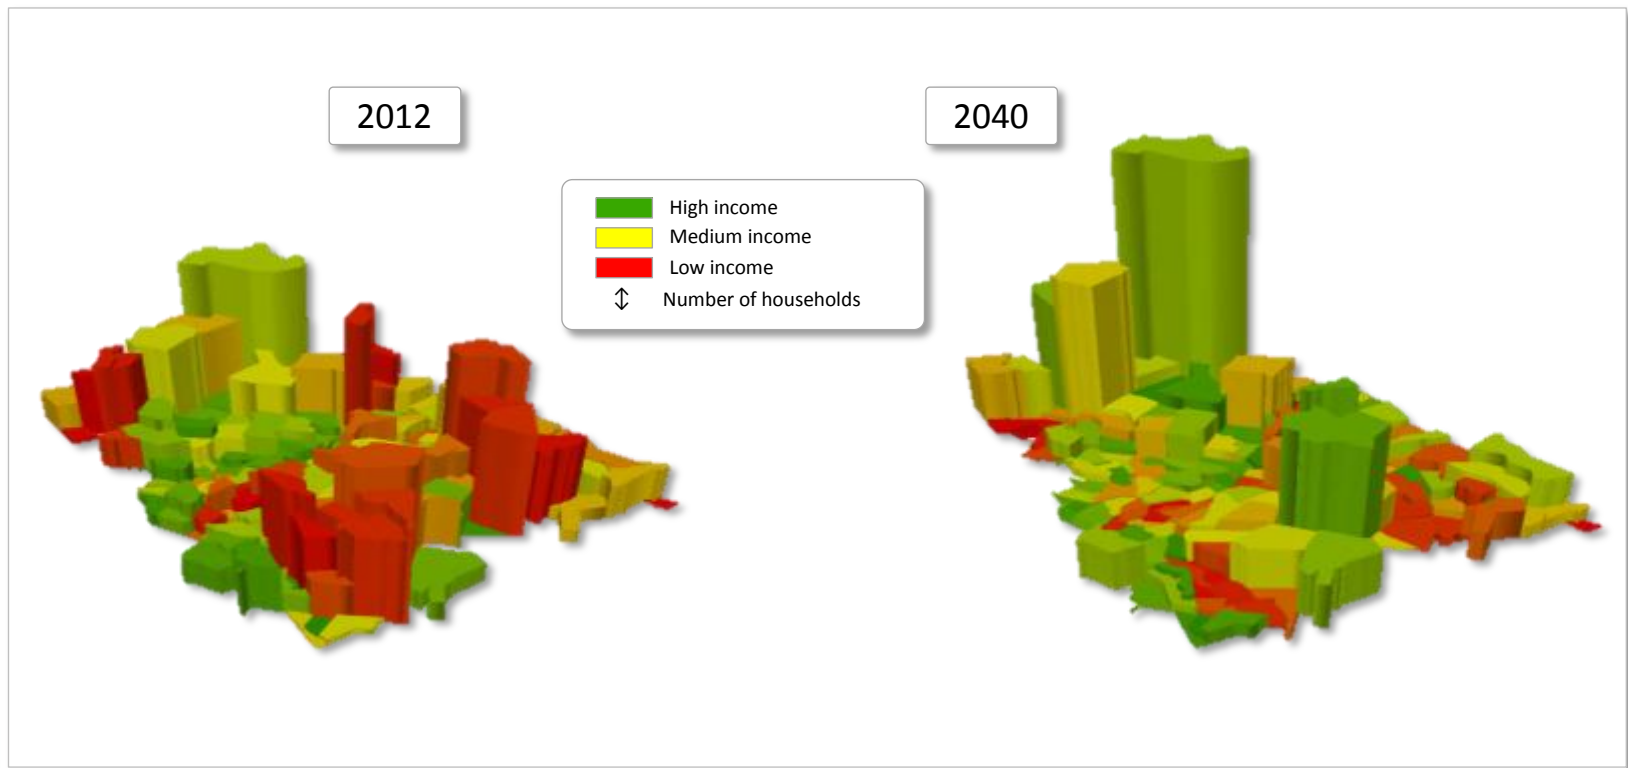 2012
2040
High income
Medium income
Low income
Number of households